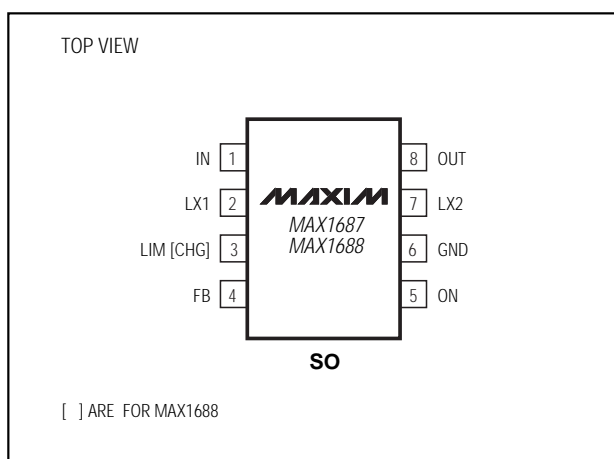 TOP VIEW
IN 1
8 OUT
LX1 2
MAXIM
7 LX2
MAX1687
LIM [CHG] 3
MAX1688
6 GND
FB 4
5 ON
SO
[ ] ARE FOR MAX1688